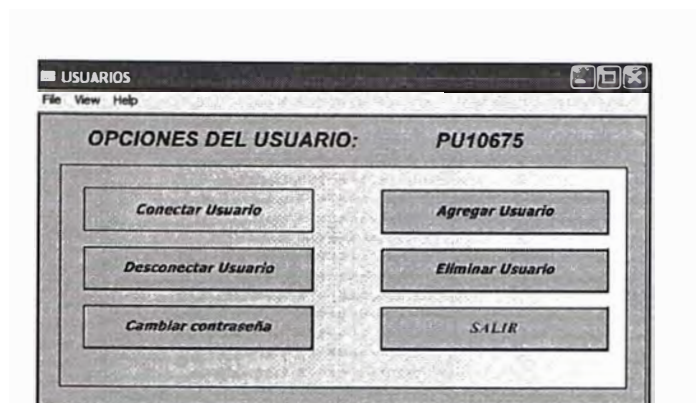 USUARIOS
File View Help
OPCIONES DEL USUARIO: PU10675
Conectar Usuario Agregar Usuario
Desconectar Usuario Eliminar Usuario
Cambiar contraseña SALIR